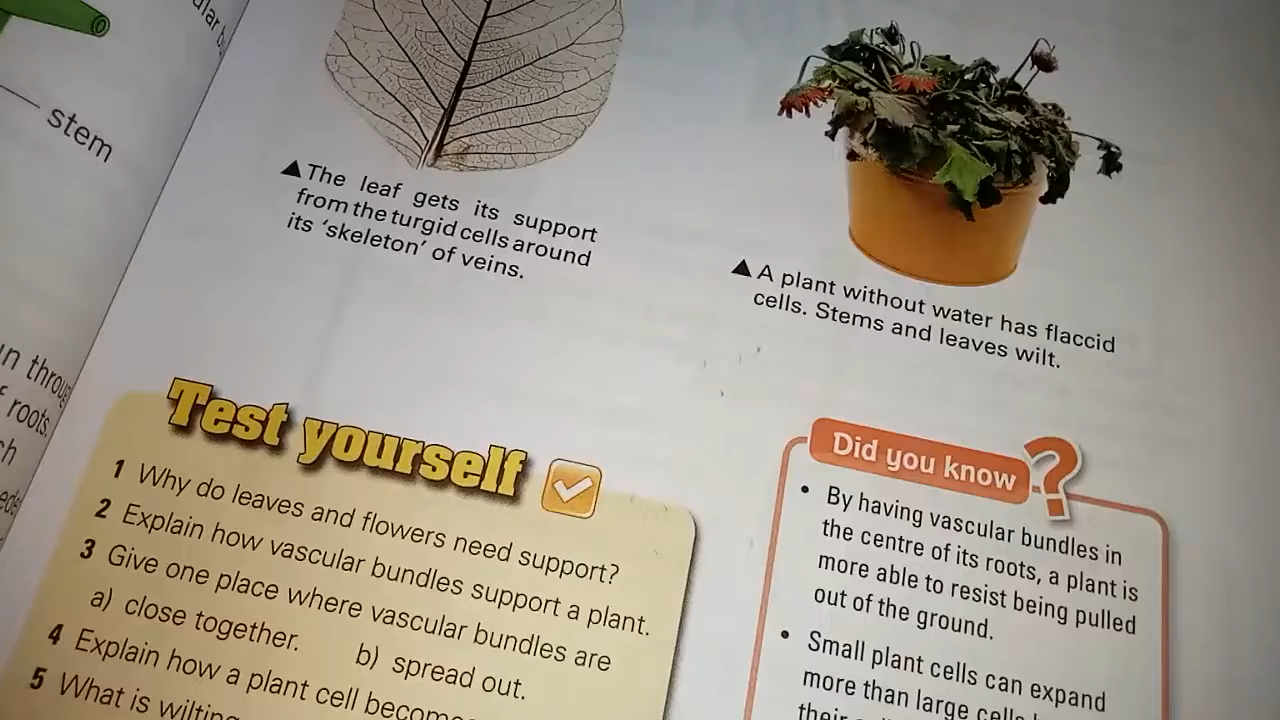 stem
▲ The leaf gets its support
from the turgid cells around
its 'skeleton' of veins.
▲ A plant without water has flaccid
cells. Stems and leaves wilt.
roots.
Test yourself
1 Why do leaves and flowers need support?
2 Explain how vascular bundles support a plant.
3 Give one place where vascular bundles are
a) close together. b) spread out.
4 Explain how a plant cell
5 What is
Did you know ?
• By having vascular bundles in
the centre of its roots, a plant is
more able to resist being pulled
out of the ground.
• Small plant cells can expand
more than large cells
their